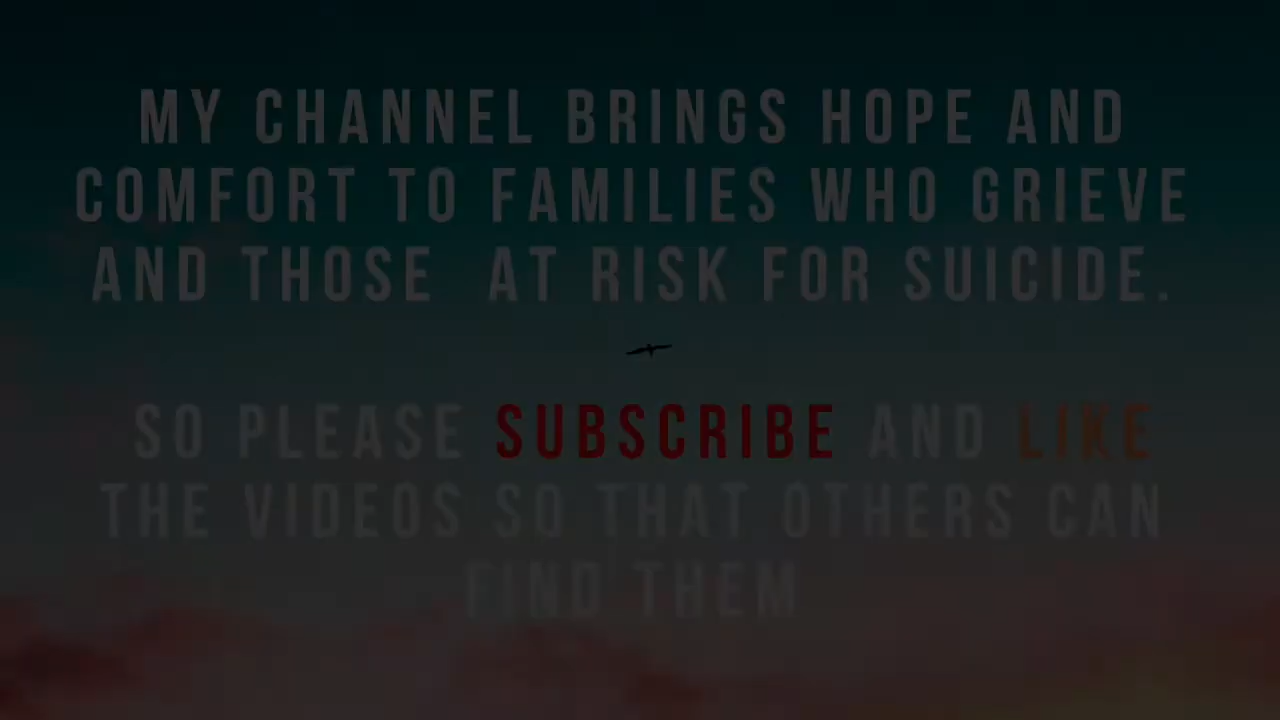 MY CHANNEL BRINGS HOPE AND
COMFORT TO FAMILIES WHO GRIEVE
AND THOSE AT RISK FOR SUICIDE.
SO PLEASE SUBSCRIBE AND LIKE
THE VIDEOS SO THAT OTHERS CAN
FIND THEM